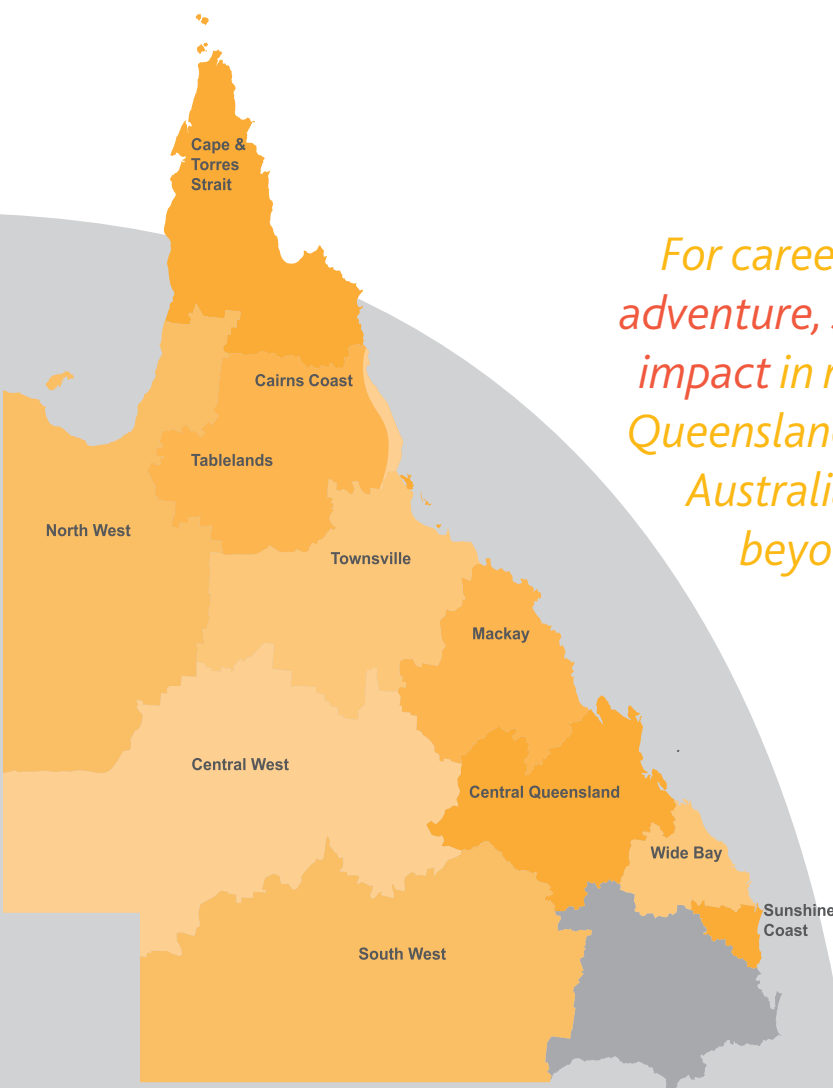 Cape &
Torres
Strait
For caree
adventure,
impact in
Queenslan
Australi
beyo
Cairns Coast
Tablelands
North West
Townsville
Mackay
Central West
Central Queensland
Wide Bay
Sunshine
Coast
South West